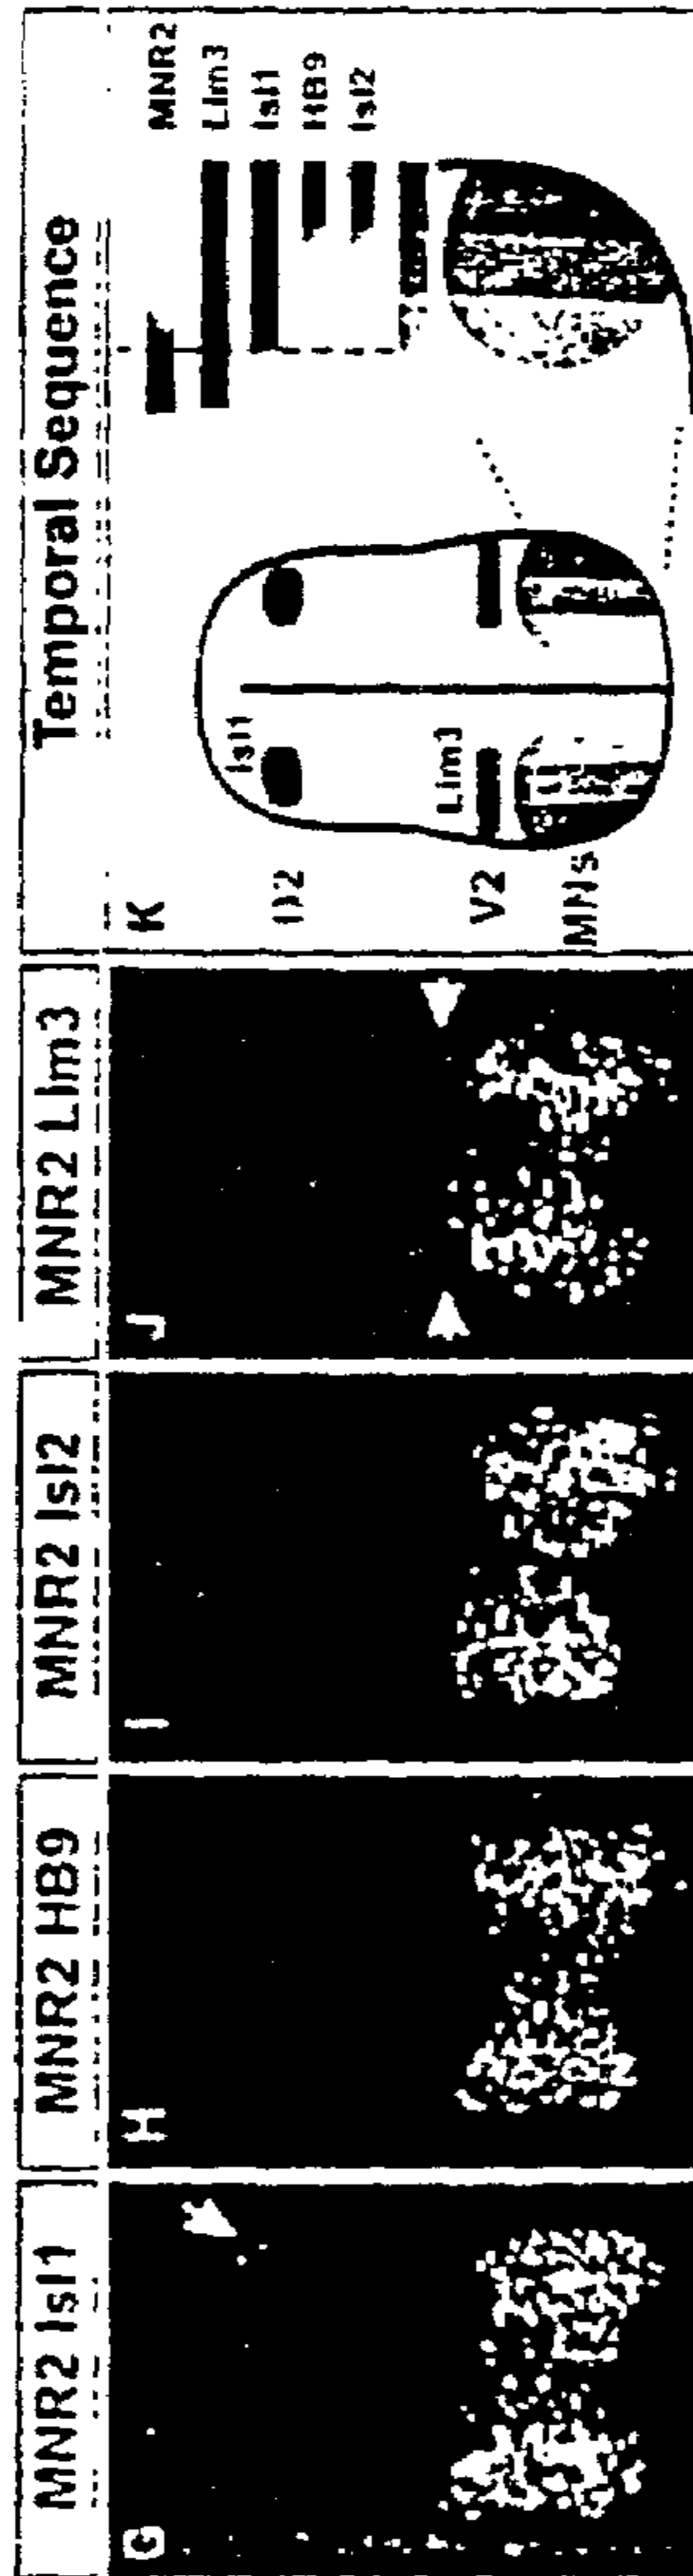 MNR2 Isl1
MNR2 HB9
MNR2 Isl2
MNR2 LIm3
Temporal Sequence
G
H
I
J
K
MNR2
LIm3
Isl1
HB9
Isl2
Isl1
D2
Lim3
V2
MNs